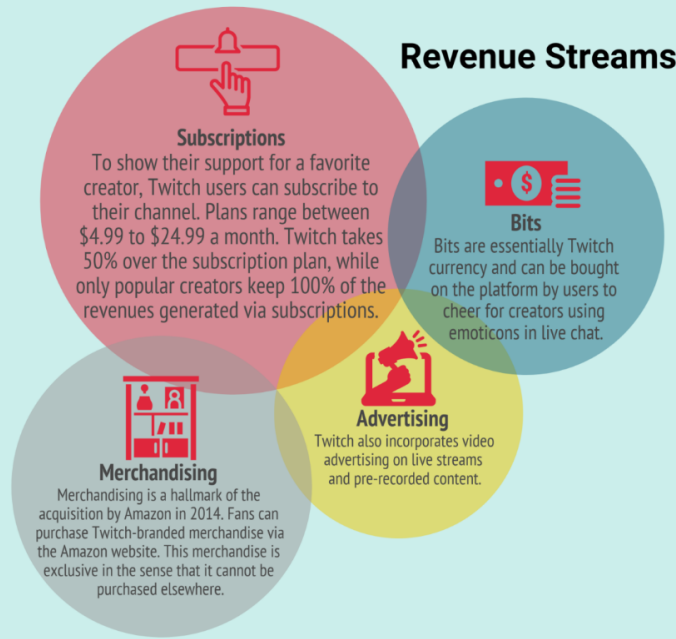 Revenue Streams
Subscriptions
To show their support for a favorite
creator, Twitch users can subscribe to
their channel. Plans range between
$4.99 to $24.99 a month. Twitch takes
50% over the subscription plan, while
only popular creators keep 100% of the
revenues generated via subscriptions.
$
Bits
Bits are essentially Twitch
currency and can be bought
on the platform by users to
cheer for creators using
emoticons in live chat.
Advertising
Twitch also incorporates video
advertising on live streams
and pre-recorded content.
Merchandising
Merchandising is a hallmark of the
acquisition by Amazon in 2014. Fans can
purchase Twitch-branded merchandise via
the Amazon website. This merchandise is
exclusive in the sense that it cannot be
purchased elsewhere.